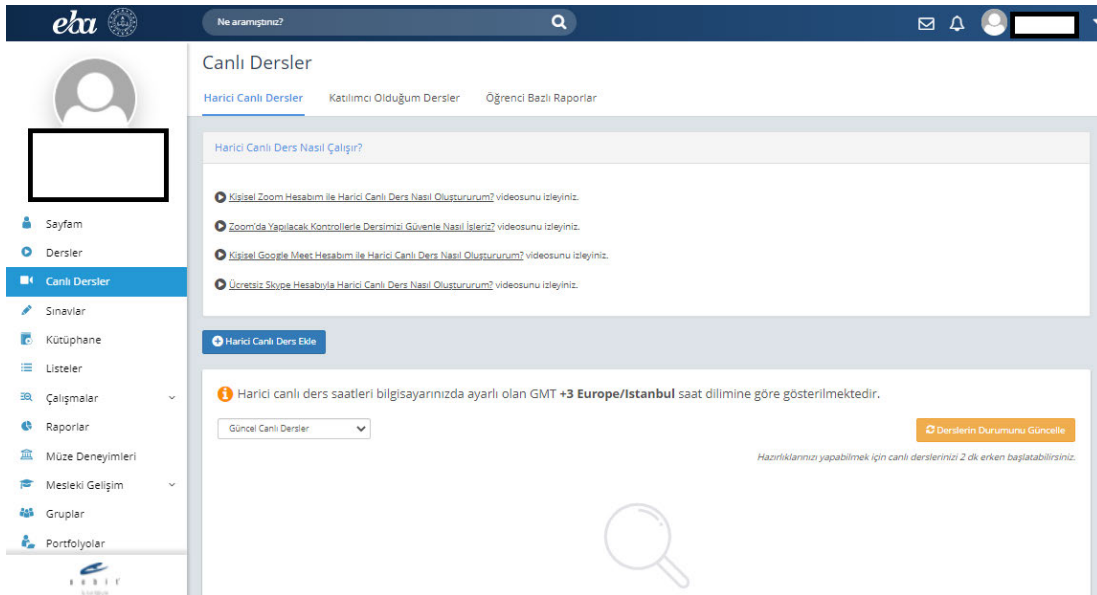 eba
Ne aramıştınız?
Canlı Dersler
Harici Canlı Dersler
Katılımcı Olduğum Dersler
Öğrenci Bazlı Raporlar
Harici Canlı Ders Nasıl Çalışır?
Kişisel Zoom Hesabım ile Harici Canlı Ders Nasıl Oluştururum? videosunu izleyiniz.
Zoom'da Yapılacak Kontrollerle Dersimizi Güvenle Nasıl İşleriz? videosunu izleyiniz.
Kişisel Google Meet Hesabım ile Harici Canlı Ders Nasıl Oluştururum? videosunu izleyiniz.
Ücretsiz Skype Hesabıyla Harici Canlı Ders Nasıl Oluştururum? videosunu izleyiniz.
Sayfam
Dersler
Canlı Dersler
Sınavlar
Kütüphane
Listeler
Çalışmalar
Raporlar
Müze Deneyimleri
Mesleki Gelişim
Gruplar
Portfolyolar
Harici Canlı Ders Ekle
Harici canlı ders saatleri bilgisayarınızda ayarlı olan GMT +3 Europe/Istanbul saat dilimine göre gösterilmektedir.
Güncel Canlı Dersler
Derslerin Durumunu Güncelle
Hazırlıklarınızı yapabilmek için canlı derslerinizi 2 dk erken başlatabilirsiniz.